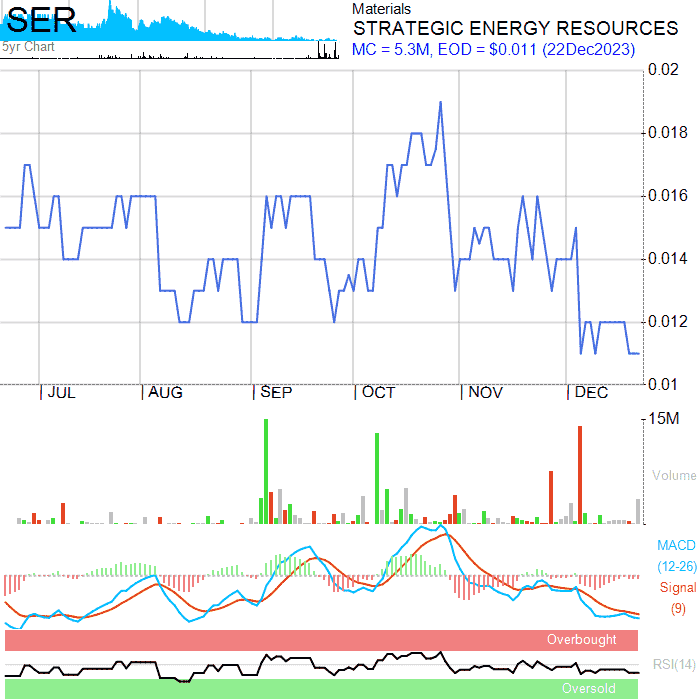 SER
5yr Chart
Materials
STRATEGIC ENERGY RESOURCES
MC = 5.3M, EOD = $0.011 (22Dec2023)
0.02
0.018
0.016
0.014
0.012
0.01
JUL AUG SEP OCT NOV DEC
15M
Volume
MACD
(12-26)
Signal
(9)
Overbought
RSI(14)
Oversold